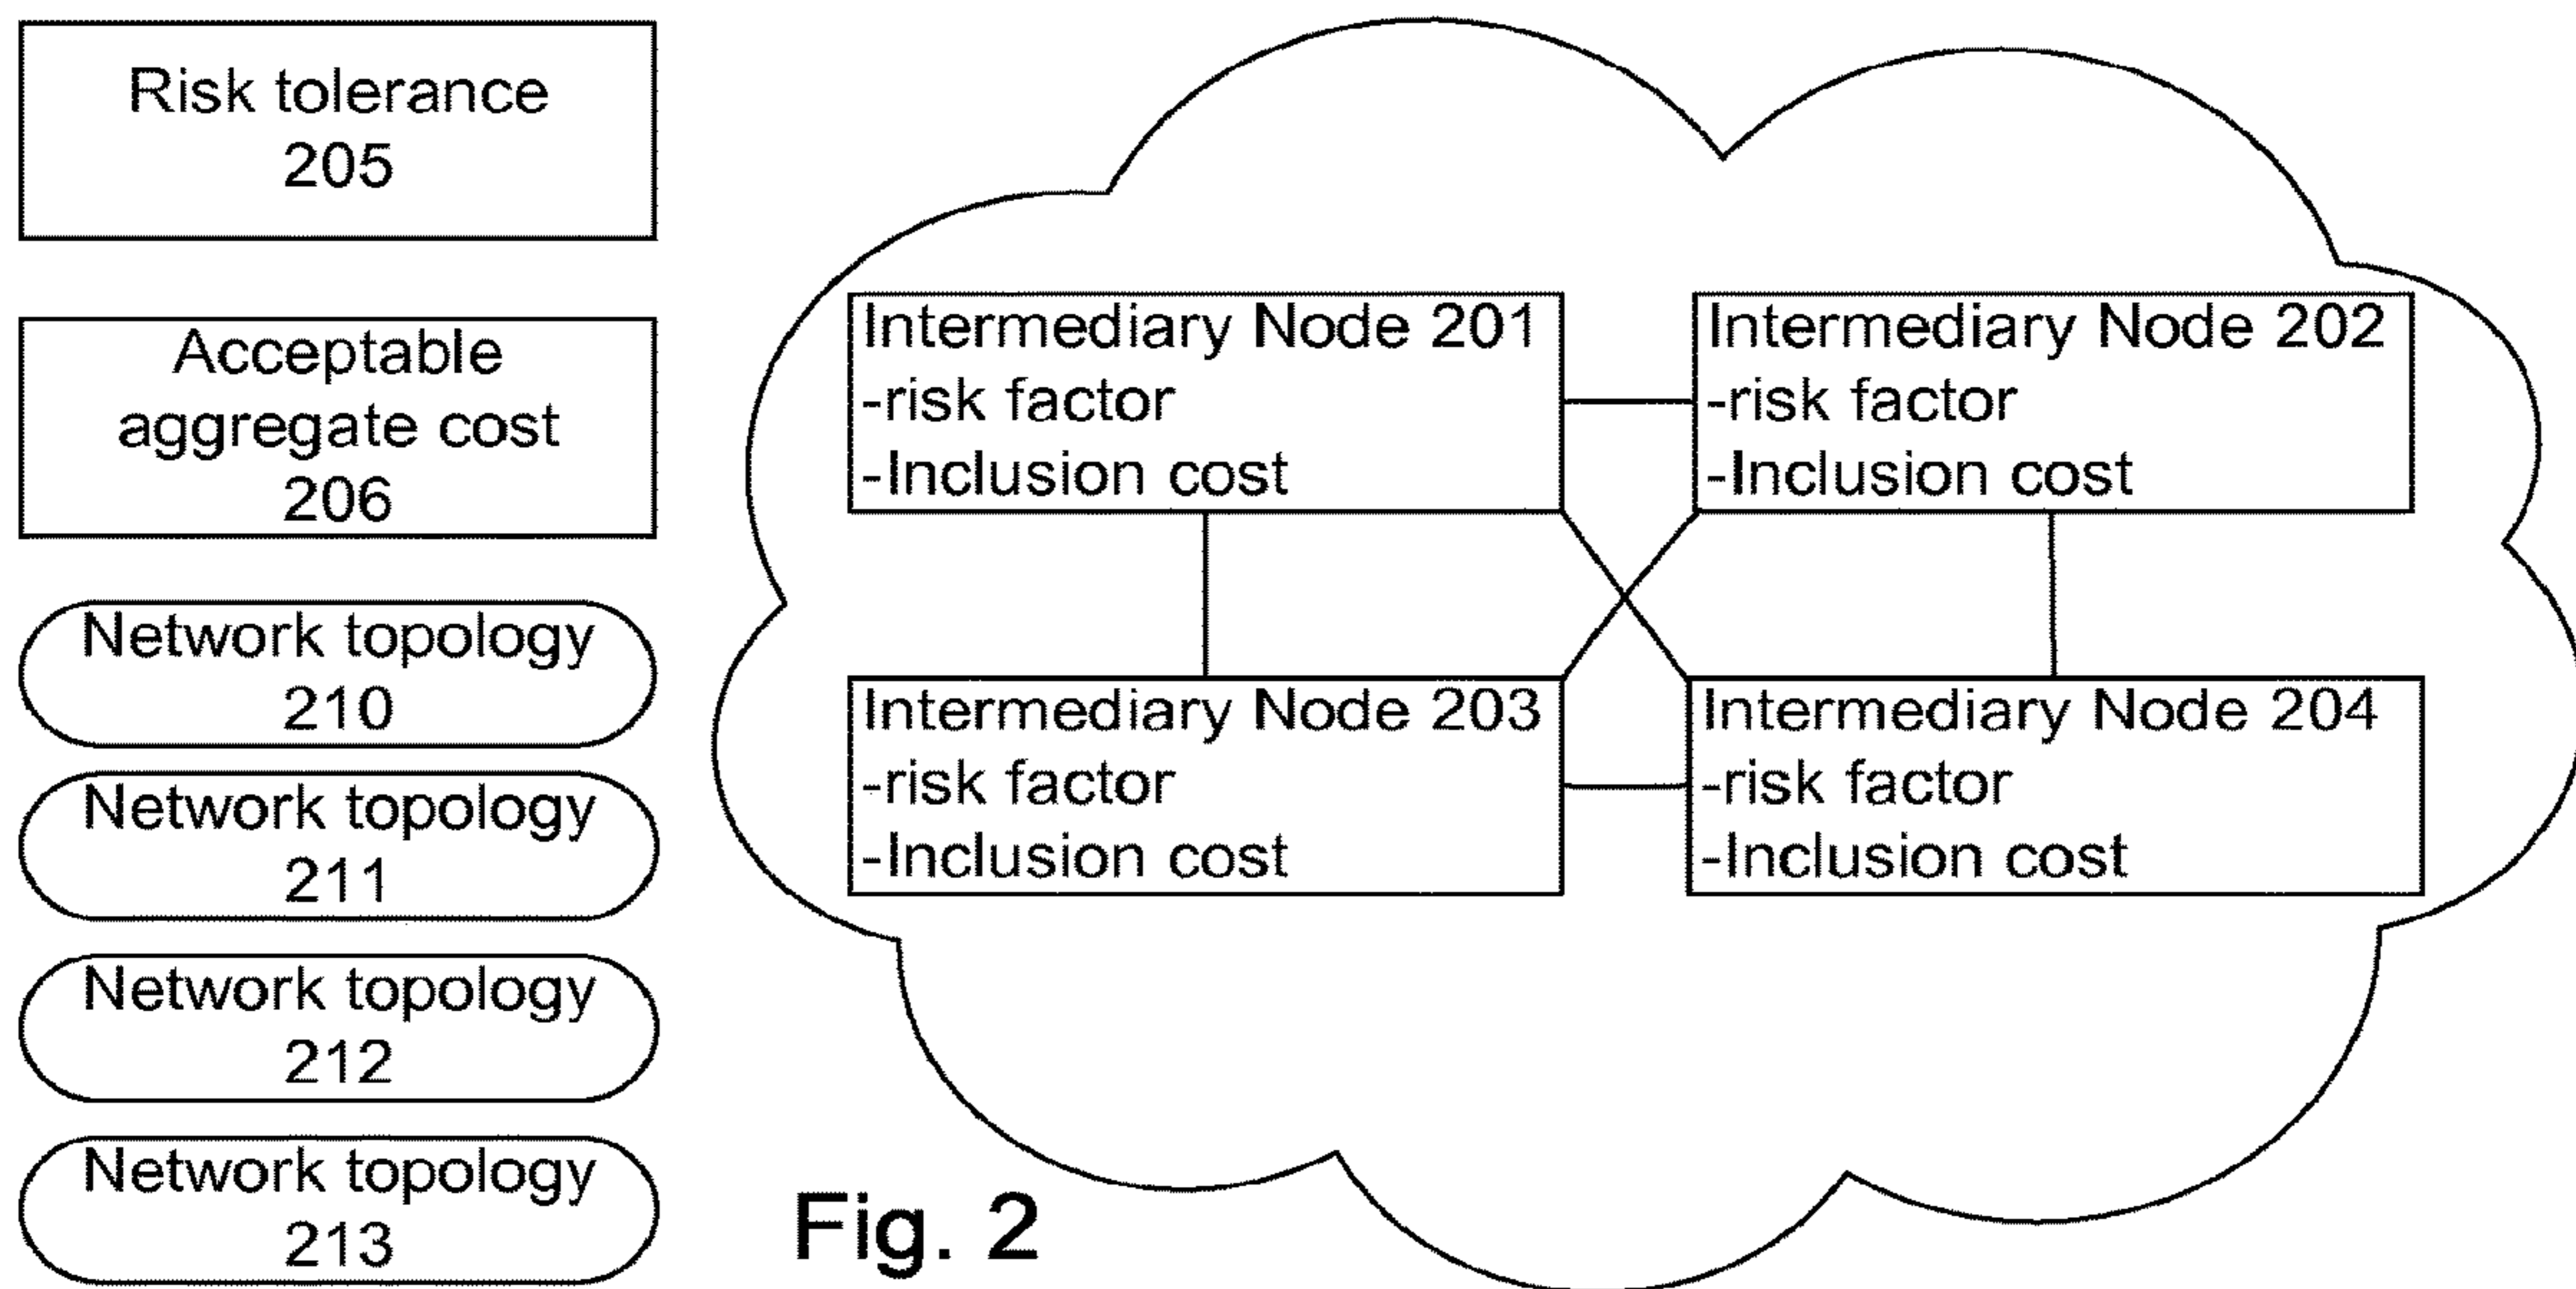 Risk tolerance
205
Acceptable
aggregate cost
206
Network topology
210
Network topology
211
Network topology
212
Network topology
213
Intermediary Node 201
-risk factor
-Inclusion cost
Intermediary Node 202
-risk factor
-Inclusion cost
Intermediary Node 203
-risk factor
-Inclusion cost
Intermediary Node 204
-risk factor
-Inclusion cost
Fig. 2